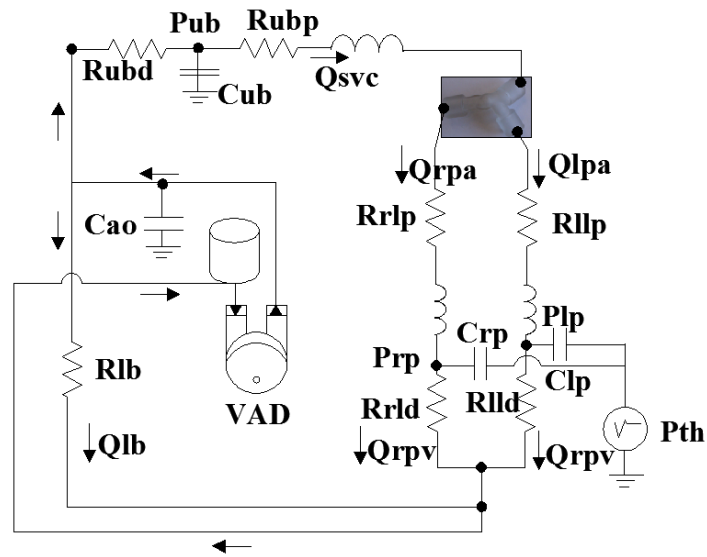 Pub
Rubp
Rubd
Qsvc
Cub
Qrpa
Qlpa
Rrlp
Rllp
Cao
Plp
Crp
Prp
Rlb
Clp
Rrld
Rlld
VAD
Pth
Qlb
Qrpv
Qrpv